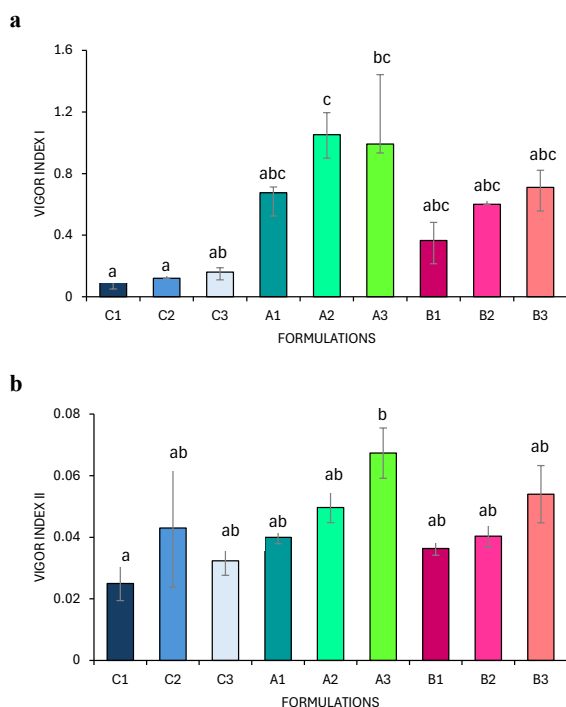 a
VIGOR INDEX I
1.6
1.2
0.8
0.4
0
a a ab abc c bc abc abc abc
C1 C2 C3 A1 A2 A3 B1 B2 B3
FORMULATIONS
b
VIGOR INDEX II
0.08
0.06
0.04
0.02
0
a ab ab ab ab b ab ab ab
C1 C2 C3 A1 A2 A3 B1 B2 B3
FORMULATIONS